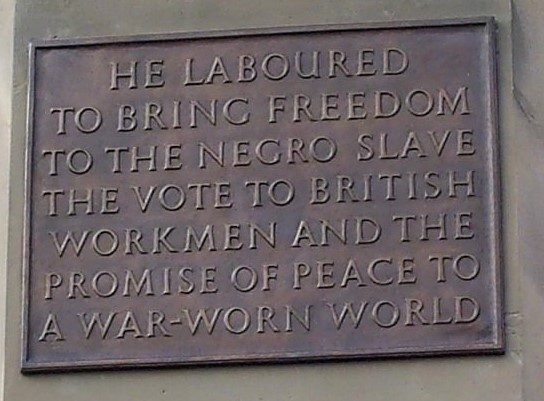 HE LABOURED
TO BRING FREEDOM
TO THE NEGRO SLAVE
THE VOTE TO BRITISH
WORKMEN AND THE
PROMISE OF PEACE TO
A WAR-WORN WORLD